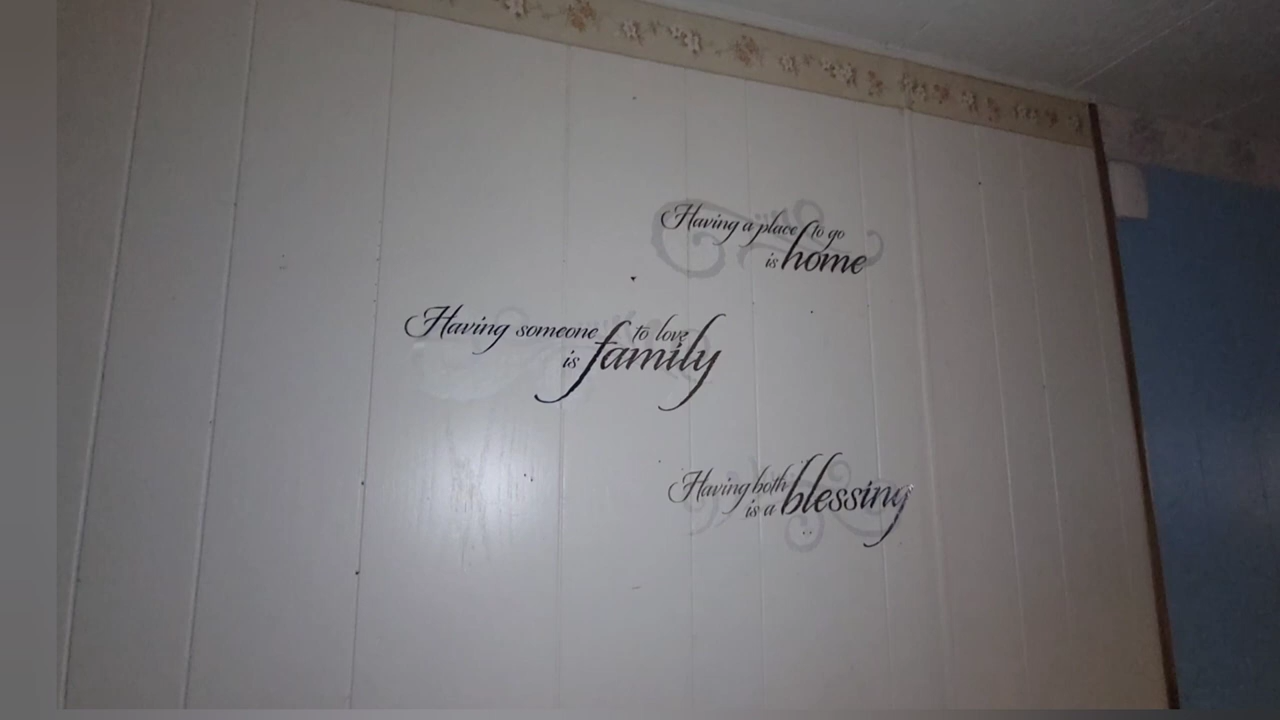 Having a place to go
is home
Having someone to love
is family
Having both
is a blessing